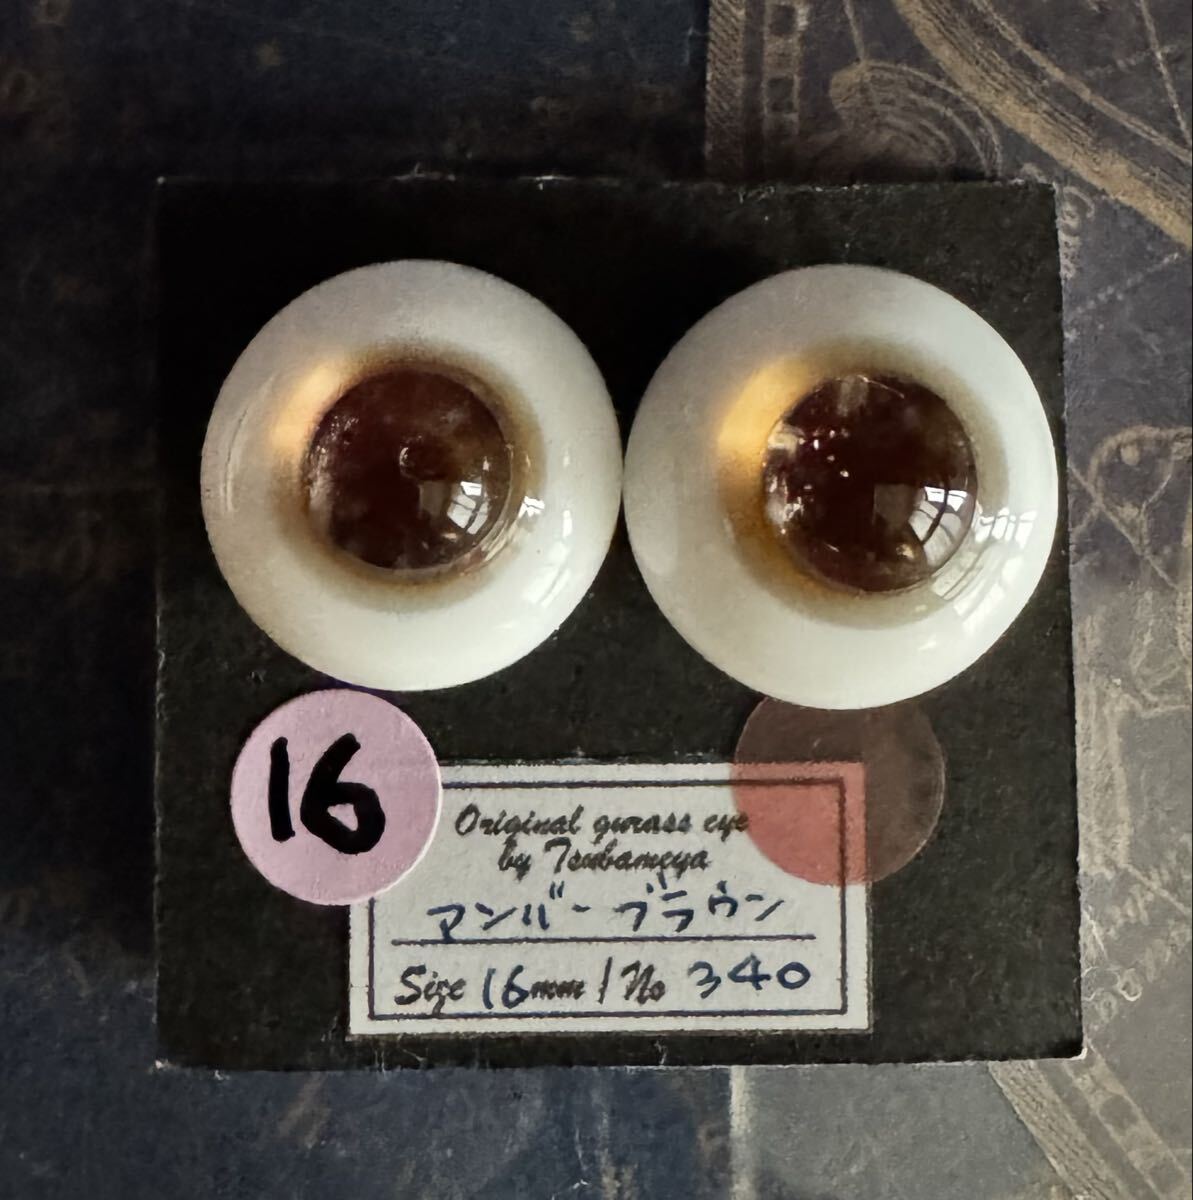 16
Original gurass eye
by Tsubameya
アンバーブラウン
Size 16mm / No 340